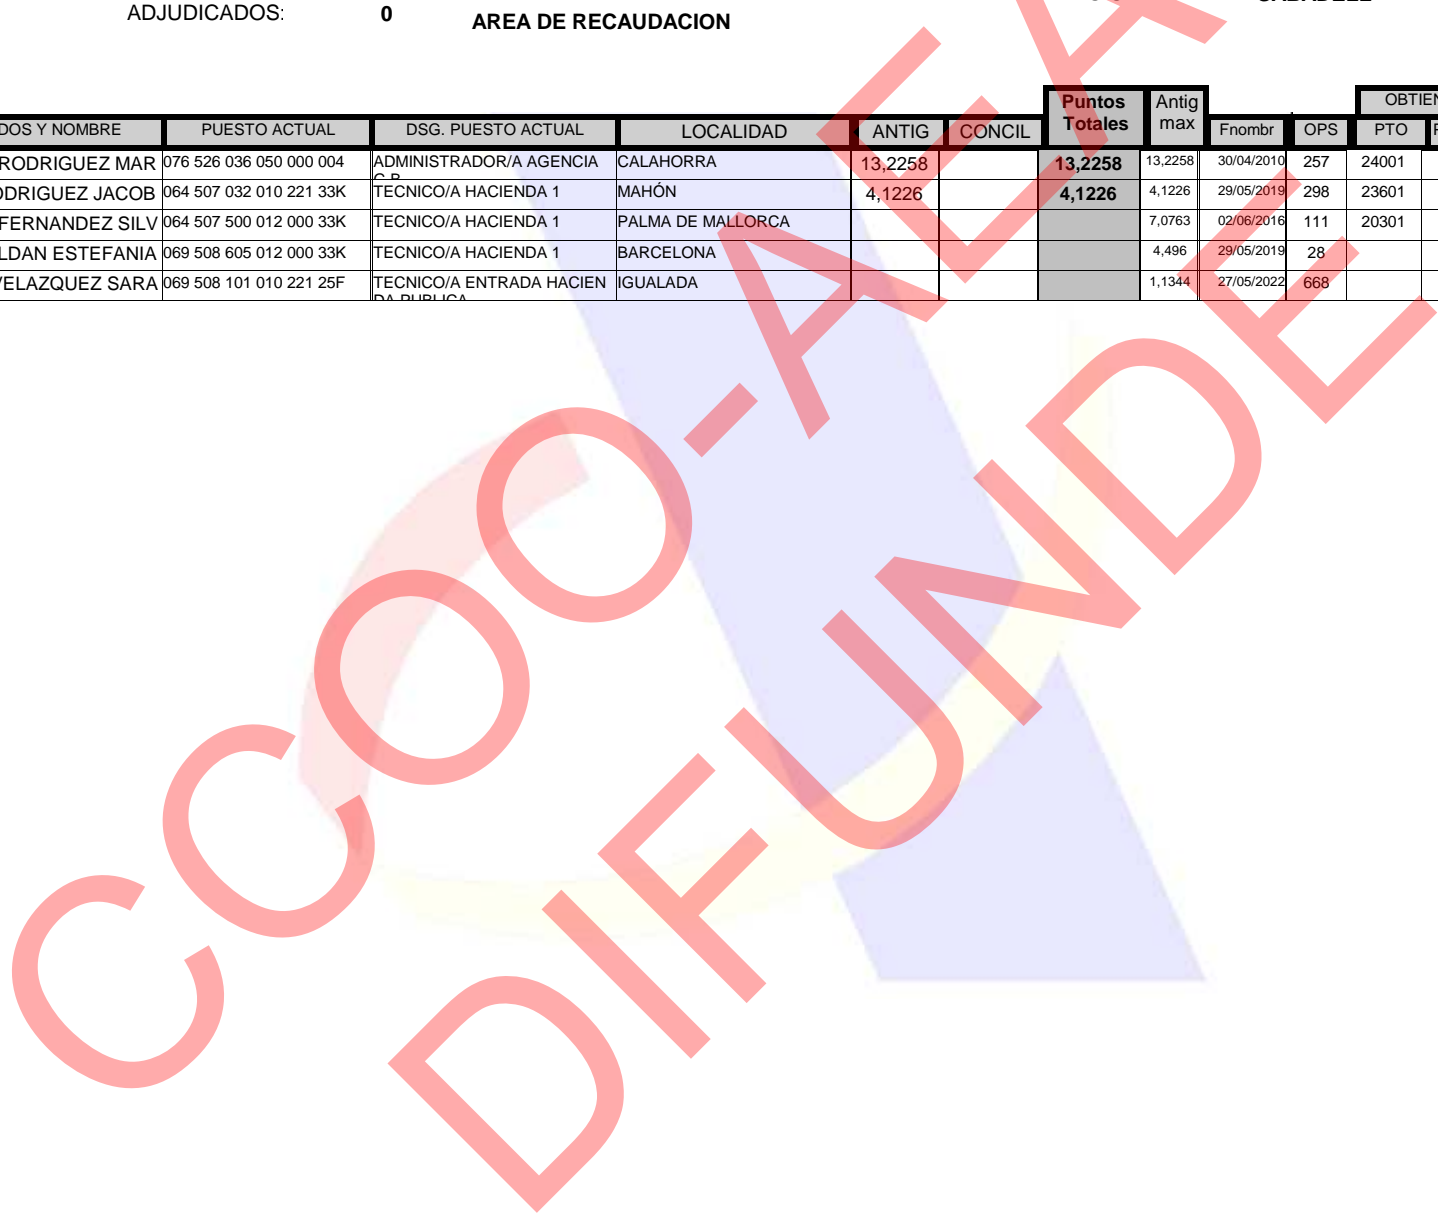 ADJUDICADOS: 0 AREA DE RECAUDACION
Puntos Totales Antig max OBTIEN
DOS Y NOMBRE PUESTO ACTUAL DSG. PUESTO ACTUAL LOCALIDAD ANTIG CONCIL Fnombr OPS PTO
RODRIGUEZ MAR 076 526 036 050 000 004 ADMINISTRADOR/A AGENCIA CALAHORRA 13,2258 13,2258 13,2258 30/04/2010 257 24001
ODRIGUEZ JACOB 064 507 032 010 221 33K TECNICO/A HACIENDA 1 MAHÓN 4,1226 4,1226 4,1226 29/05/2019 298 23601
FERNANDEZ SILV 064 507 500 012 000 33K TECNICO/A HACIENDA 1 PALMA DE MALLORCA 7,0763 02/06/2016 111 20301
LDAN ESTEFANIA 069 508 605 012 000 33K TECNICO/A HACIENDA 1 BARCELONA 4,496 29/05/2019 28
VELAZQUEZ SARA 069 508 101 010 221 25F TECNICO/A ENTRADA HACIEN DA PUBLICA IGUALADA 1,1344 27/05/2022 668
CCOO-AEA
DIFUNDE